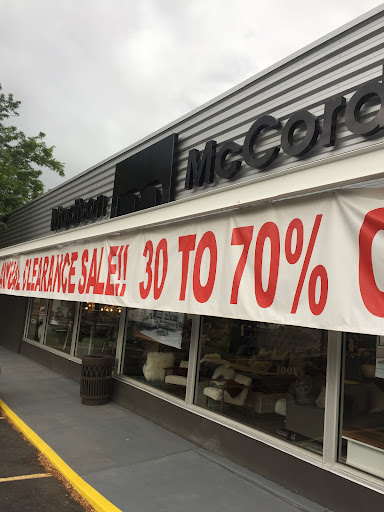 McCord
CLEARANCE SALE!! 30 TO 70% O